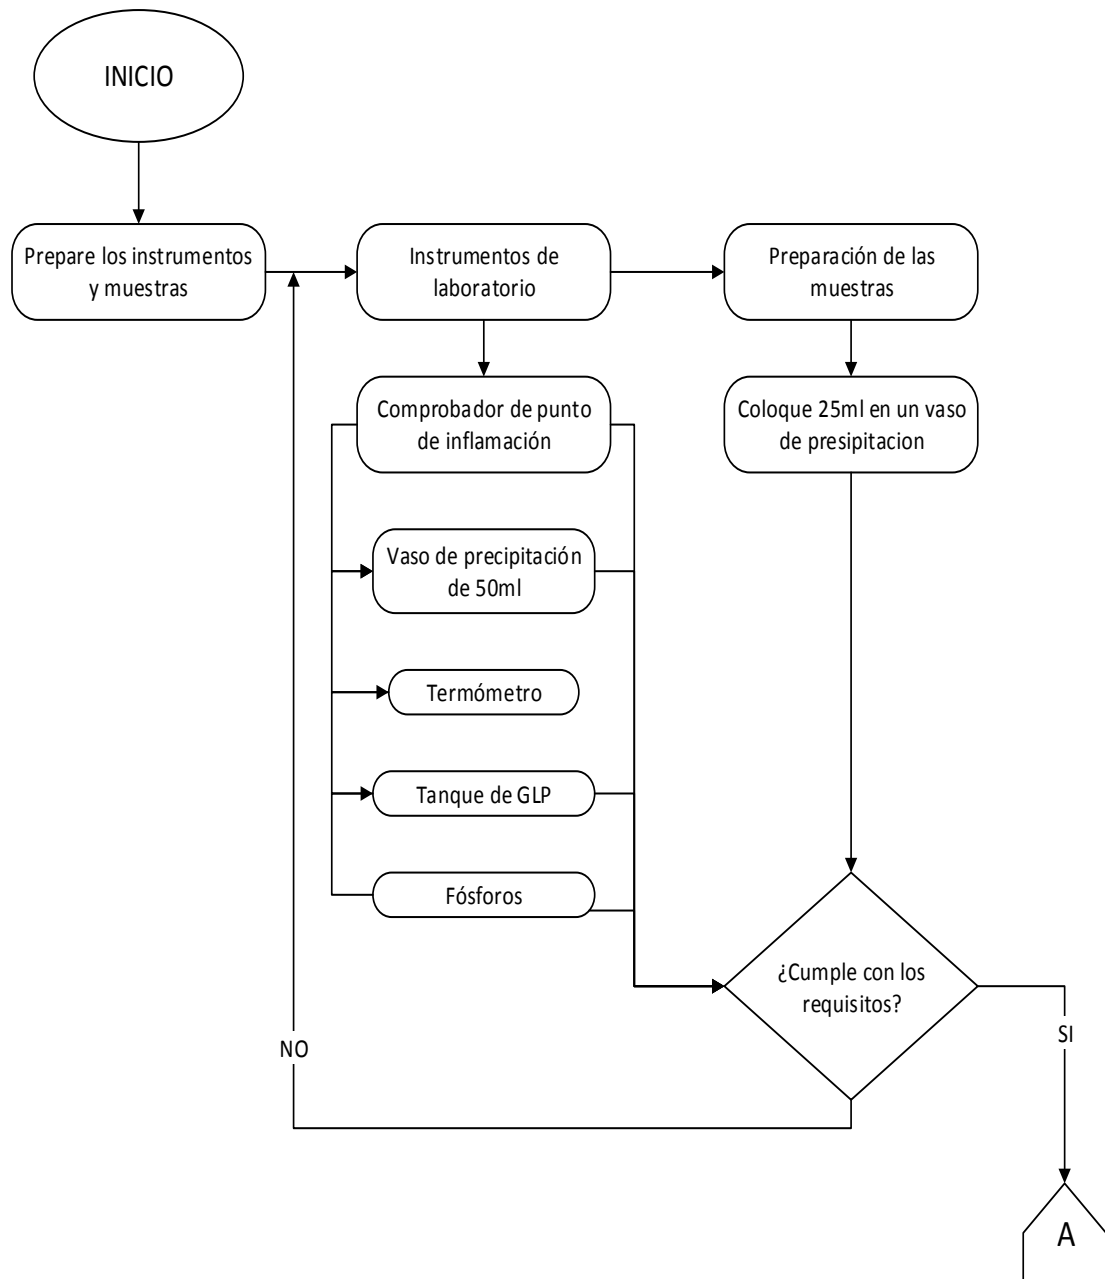 INICIO
Prepare los instrumentos
y muestras
Instrumentos de
laboratorio
Preparación de las
muestras
Comprobador de punto
de inflamación
Coloque 25ml en un vaso
de presipitacion
Vaso de precipitación
de 50ml
Termómetro
Tanque de GLP
Fósforos
¿Cumple con los
requisitos?
NO
SI
A